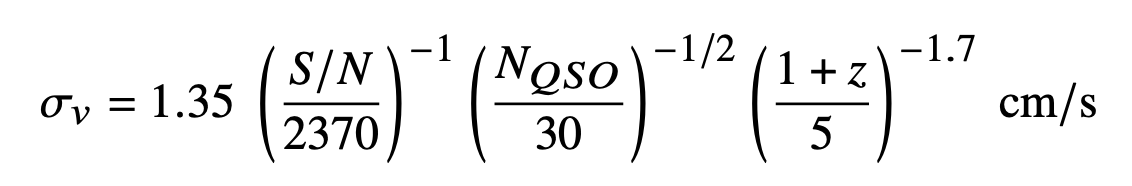 σ_v = 1.35 (S/N / 2370)^{-1} (N_{QSO} / 30)^{-1/2} (1 + z / 5)^{-1.7} cm/s